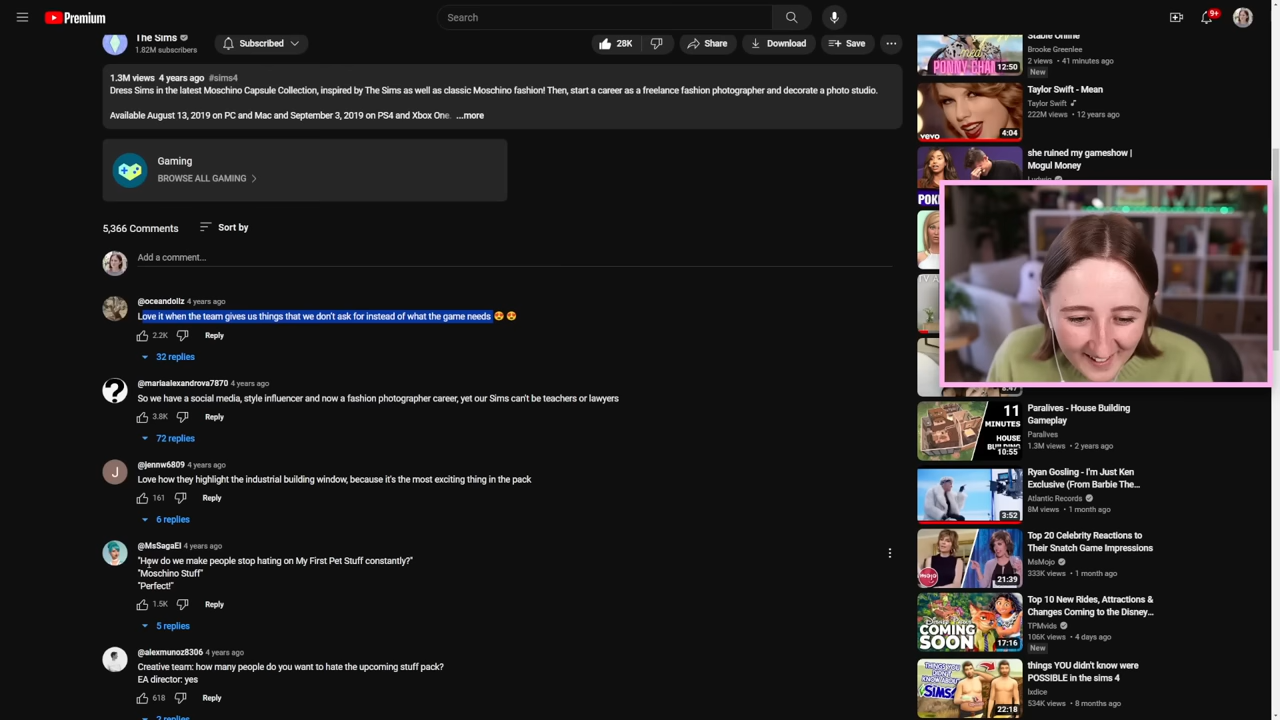 Premium
Search
9+
The Sims
1.82M subscribers
Subscribed
28K
Share
Download
Save
1.3M views 4 years ago #sims4
Dress Sims in the latest Moschino Capsule Collection, inspired by The Sims as well as classic Moschino fashion! Then, start a career as a freelance fashion photographer and decorate a photo studio.
Available August 13, 2019 on PC and Mac and September 3, 2019 on PS4 and Xbox One. ...more
Gaming
BROWSE ALL GAMING
5,366 Comments
Sort by
Add a comment...
@oceandollz 4 years ago
Love it when the team gives us things that we don't ask for instead of what the game needs 😍 😍
2.2K
Reply
32 replies
@mariaalexandrova7870 4 years ago
So we have a social media, style influencer and now a fashion photographer career, yet our Sims can't be teachers or lawyers
3.8K
Reply
72 replies
J
@jennw6809 4 years ago
Love how they highlight the industrial building window, because it's the most exciting thing in the pack
161
Reply
6 replies
@MsSagaEl 4 years ago
"How do we make people stop hating on My First Pet Stuff constantly?"
"Moschino Stuff"
"Perfect!"
1.5K
Reply
5 replies
@alexmunoz8306 4 years ago
Creative team: how many people do you want to hate the upcoming stuff pack?
EA director: yes
618
Reply
Stable Online
Brooke Greenlee
2 views • 41 minutes ago
New
12:50
Taylor Swift - Mean
Taylor Swift
222M views • 12 years ago
vevo
4:04
she ruined my gameshow |
Mogul Money
Ludwig
Paralives - House Building
Gameplay
Paralives
1.3M views • 2 years ago
11
MINUTES
HOUSE
BUILDING
10:55
Ryan Gosling - I'm Just Ken
Exclusive (From Barbie The...
Atlantic Records
8M views • 1 month ago
3:52
Top 20 Celebrity Reactions to
Their Snatch Game Impressions
MsMojo
333K views • 1 month ago
mojo
21:39
Top 10 New Rides, Attractions &
Changes Coming to the Disney...
TPMvids
106K views • 4 days ago
New
COMING
SOON
17:16
things YOU didn't know were
POSSIBLE in the sims 4
lxdice
534K views • 8 months ago
THINGS YOU
DIDN'T KNOW
ABOUT
SIMS
22:18